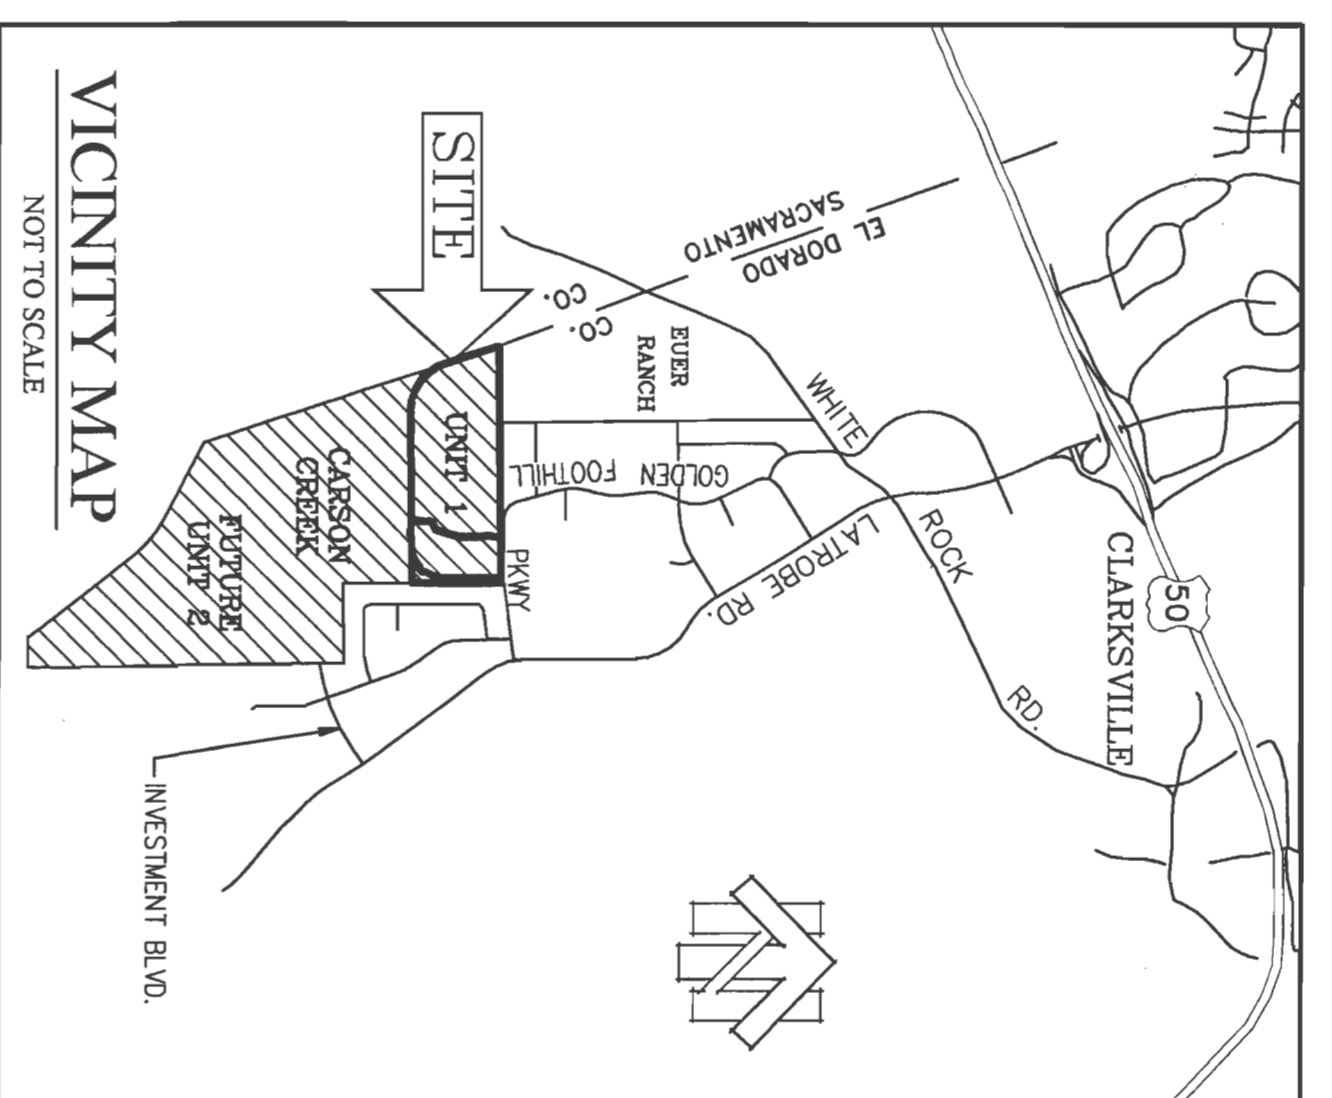 VICINITY MAP
NOT TO SCALE
SITE
EL DORADO
SACRAMENTO
CO.
CO.
EUER
RANCH
WHITE
ROCK
RD.
GOLDEN FOOTHILL
PKWY
LATROBE RD.
CLARKSVILLE
50
UNIT 1
CARSON
CREEK
FUTURE
UNIT 2
INVESTMENT BLVD.
N